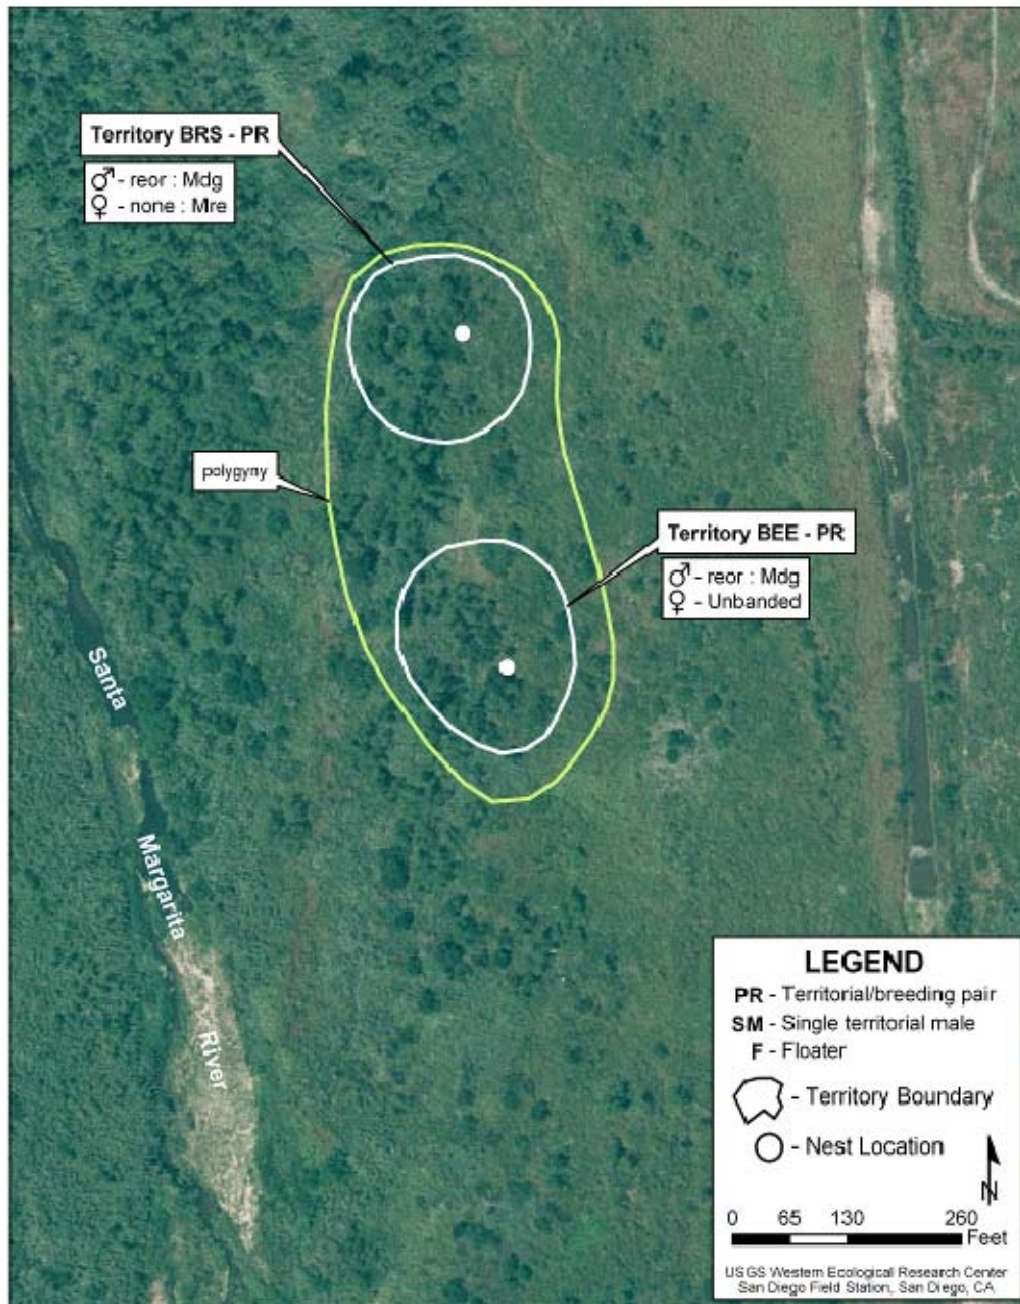 Territory BRS - PR
♂ - reor : Mdg
♀ - none : Mre
polygyny
Territory BEE - PR
♂ - reor : Mdg
♀ - Unbanded
Santa
Margarita
River
LEGEND
PR - Territorial/breeding pair
SM - Single territorial male
F - Floater
- Territory Boundary
- Nest Location
N
0 65 130 260
Feet
USGS Western Ecological Research Center
San Diego Field Station, San Diego, CA